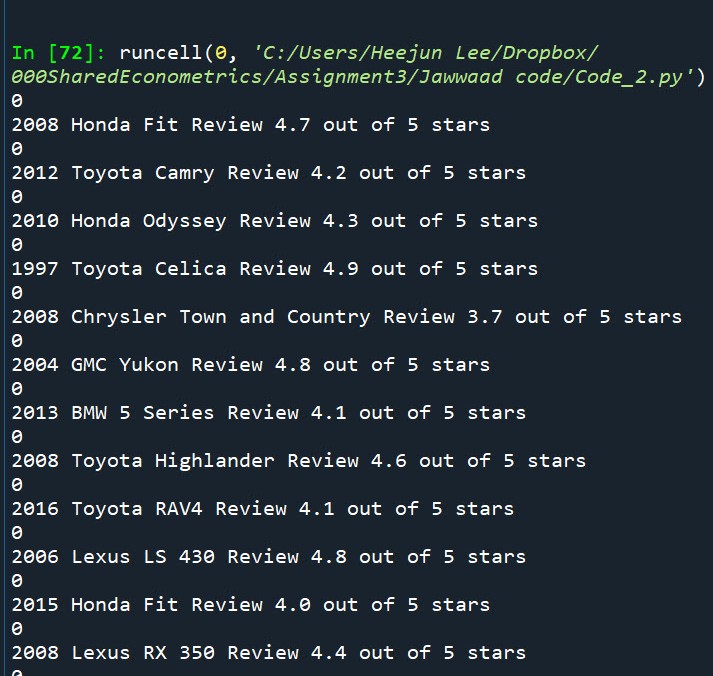 In [72]: runcell(0, 'C:/Users/Heejun Lee/Dropbox/
000SharedEconometrics/Assignment3/Jawwaad code/Code_2.py')
0
2008 Honda Fit Review 4.7 out of 5 stars
0
2012 Toyota Camry Review 4.2 out of 5 stars
0
2010 Honda Odyssey Review 4.3 out of 5 stars
0
1997 Toyota Celica Review 4.9 out of 5 stars
0
2008 Chrysler Town and Country Review 3.7 out of 5 stars
0
2004 GMC Yukon Review 4.8 out of 5 stars
0
2013 BMW 5 Series Review 4.1 out of 5 stars
0
2008 Toyota Highlander Review 4.6 out of 5 stars
0
2016 Toyota RAV4 Review 4.1 out of 5 stars
0
2006 Lexus LS 430 Review 4.8 out of 5 stars
0
2015 Honda Fit Review 4.0 out of 5 stars
0
2008 Lexus RX 350 Review 4.4 out of 5 stars
0